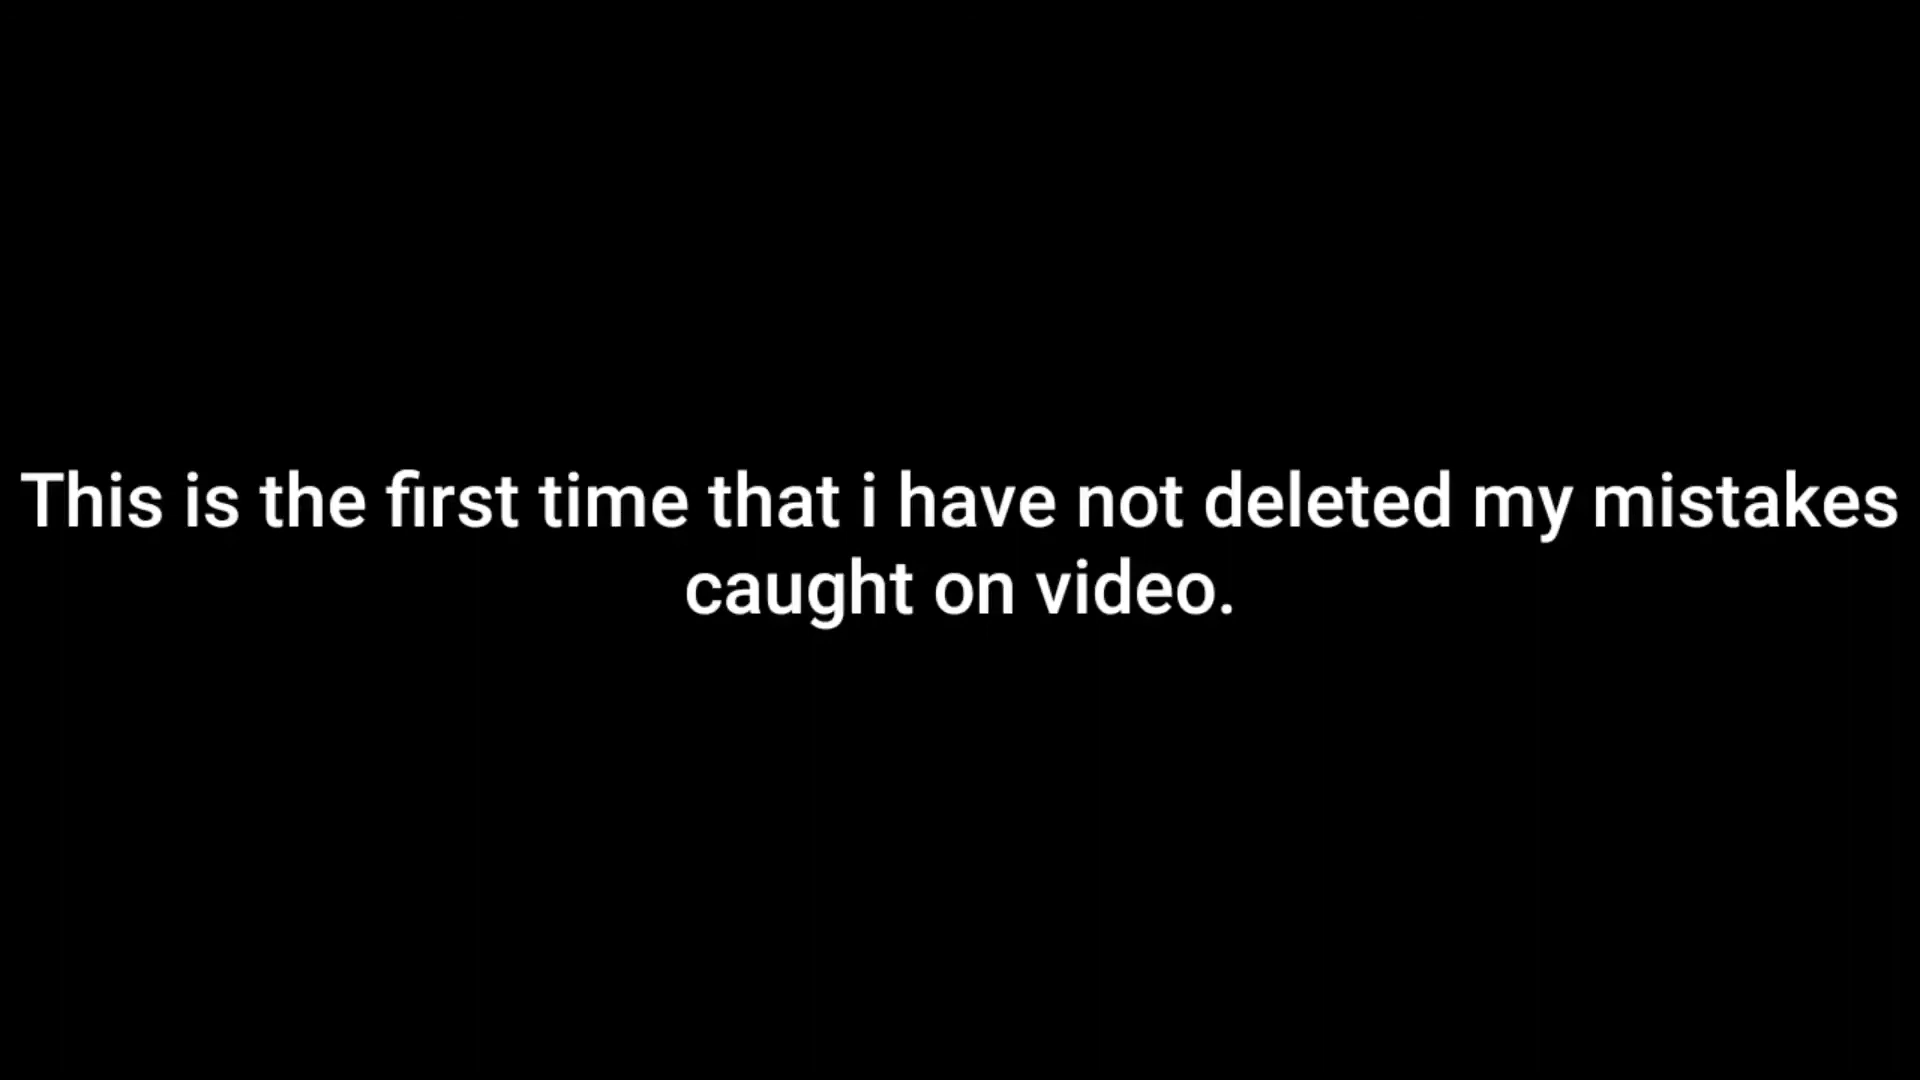 This is the first time that i have not deleted my mistakes
caught on video.